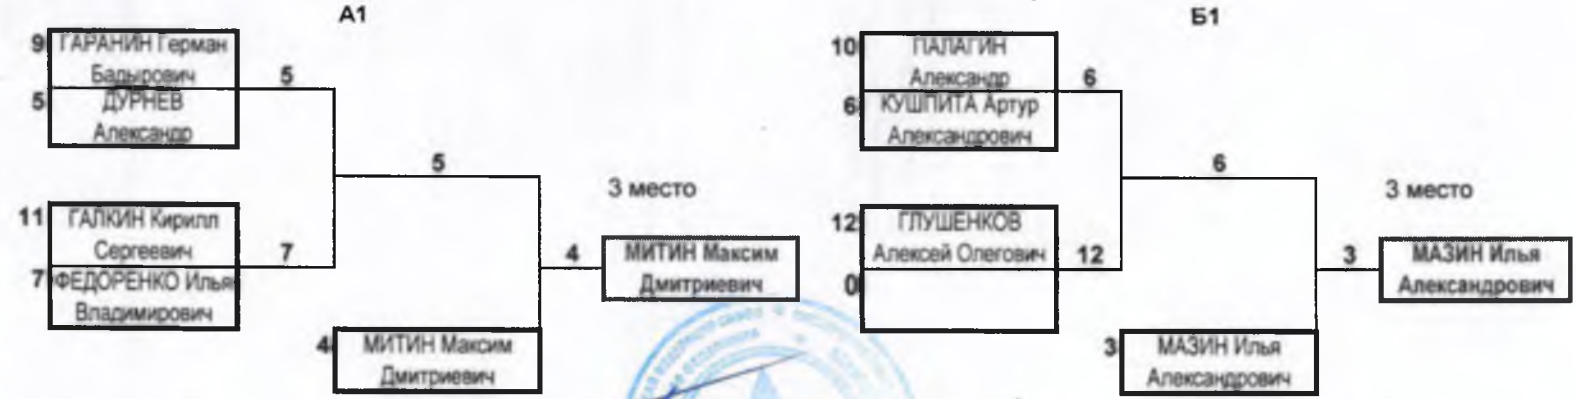 А1
9 ГАРАНИН Герман
Бадырович
5
5 ДУРНЕВ
Александр
5
11 ГАЛКИН Кирилл
Сергеевич
7
7 ФЕДОРЕНКО Илья
Владимирович
3 место
4 МИТИН Максим
Дмитриевич
4 МИТИН Максим
Дмитриевич
Б1
10 ПАЛАГИН
Александр
6
6 КУШПИТА Артур
Александрович
6
12 ГЛУШЕНКОВ
Алексей Олегович
12
0
3 место
3 МАЗИН Илья
Александрович
3 МАЗИН Илья
Александрович